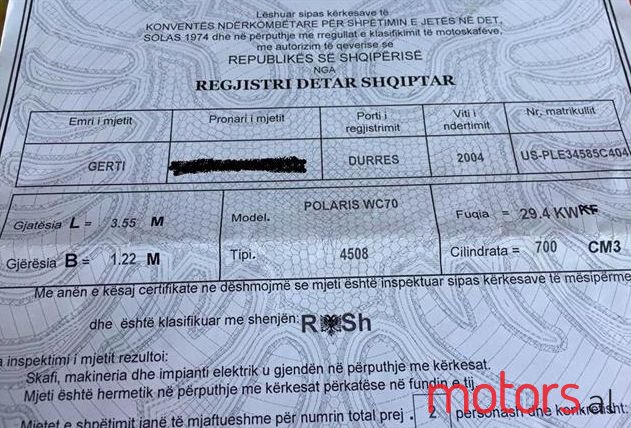 Lëshuar sipas kërkesave të
KONVENTËS NDËRKOMBËTARE PËR SHPËTIMIN E JETËS NË DET,
SOLAS 1974 dhe në përputhje me rregullat e klasifikimit të motoskafëve,
me autorizim të qeverise se
REPUBLIKËS SË SHQIPËRISË
NGA
REGJISTRI DETAR SHQIPTAR
Emri i mjetit Pronari i mjetit Porti i regjistrimit Viti i ndertimit Nr, matrikullit
GERTI DURRES 2004 US-PLE34585C404
Gjatësia L = 3.55 M Model. POLARIS WC70 Fuqia = 29.4 KW
Gjërësia B = 1.22 M Tipi. 4508 Cilindrata = 700 CM3
Me anën e kësaj certifikate ne dëshmojmë se mjeti është inspektuar sipas kërkesave të mësipërme
dhe është klasifikuar me shenjën: R Sh
a inspektimi i mjetit rezultoi:
Skafi, makineria dhe impianti elektrik u gjendën në përputhje me kërkesat.
Mjeti është hermetik në përputhje me kërkesat përkatëse në fundin e tij.
Mjetet e shpëtimit janë të mjaftueshme për numrin total prej . 2 personash dhe konkretisht:
motors.al